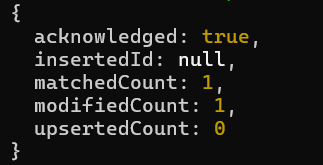 {
  acknowledged: true,
  insertedId: null,
  matchedCount: 1,
  modifiedCount: 1,
  upsertedCount: 0
}